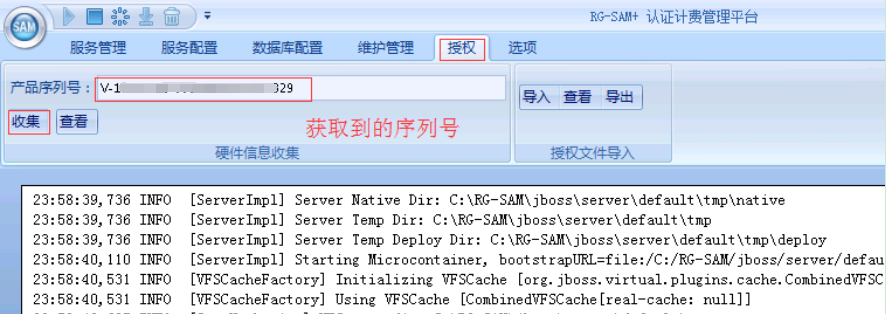 SAM
RG-SAM+ 认证计费管理平台
服务管理 服务配置 数据库配置 维护管理 授权 选项
产品序列号： V-1 329
导入 查看 导出
收集 查看
获取到的序列号
硬件信息收集 授权文件导入
23:58:39,736 INFO [ServerImpl] Server Native Dir: C:\RG-SAM\jboss\server\default\tmp\native
23:58:39,736 INFO [ServerImpl] Server Temp Dir: C:\RG-SAM\jboss\server\default\tmp
23:58:39,736 INFO [ServerImpl] Server Temp Deploy Dir: C:\RG-SAM\jboss\server\default\tmp\deploy
23:58:40,110 INFO [ServerImpl] Starting Microcontainer, bootstrapURL=file:/C:/RG-SAM/jboss/server/defau
23:58:40,531 INFO [VFSCacheFactory] Initializing VFSCache [org.jboss.virtual.plugins.cache.CombinedVFSC
23:58:40,531 INFO [VFSCacheFactory] Using VFSCache [CombinedVFSCache[real-cache: null]]